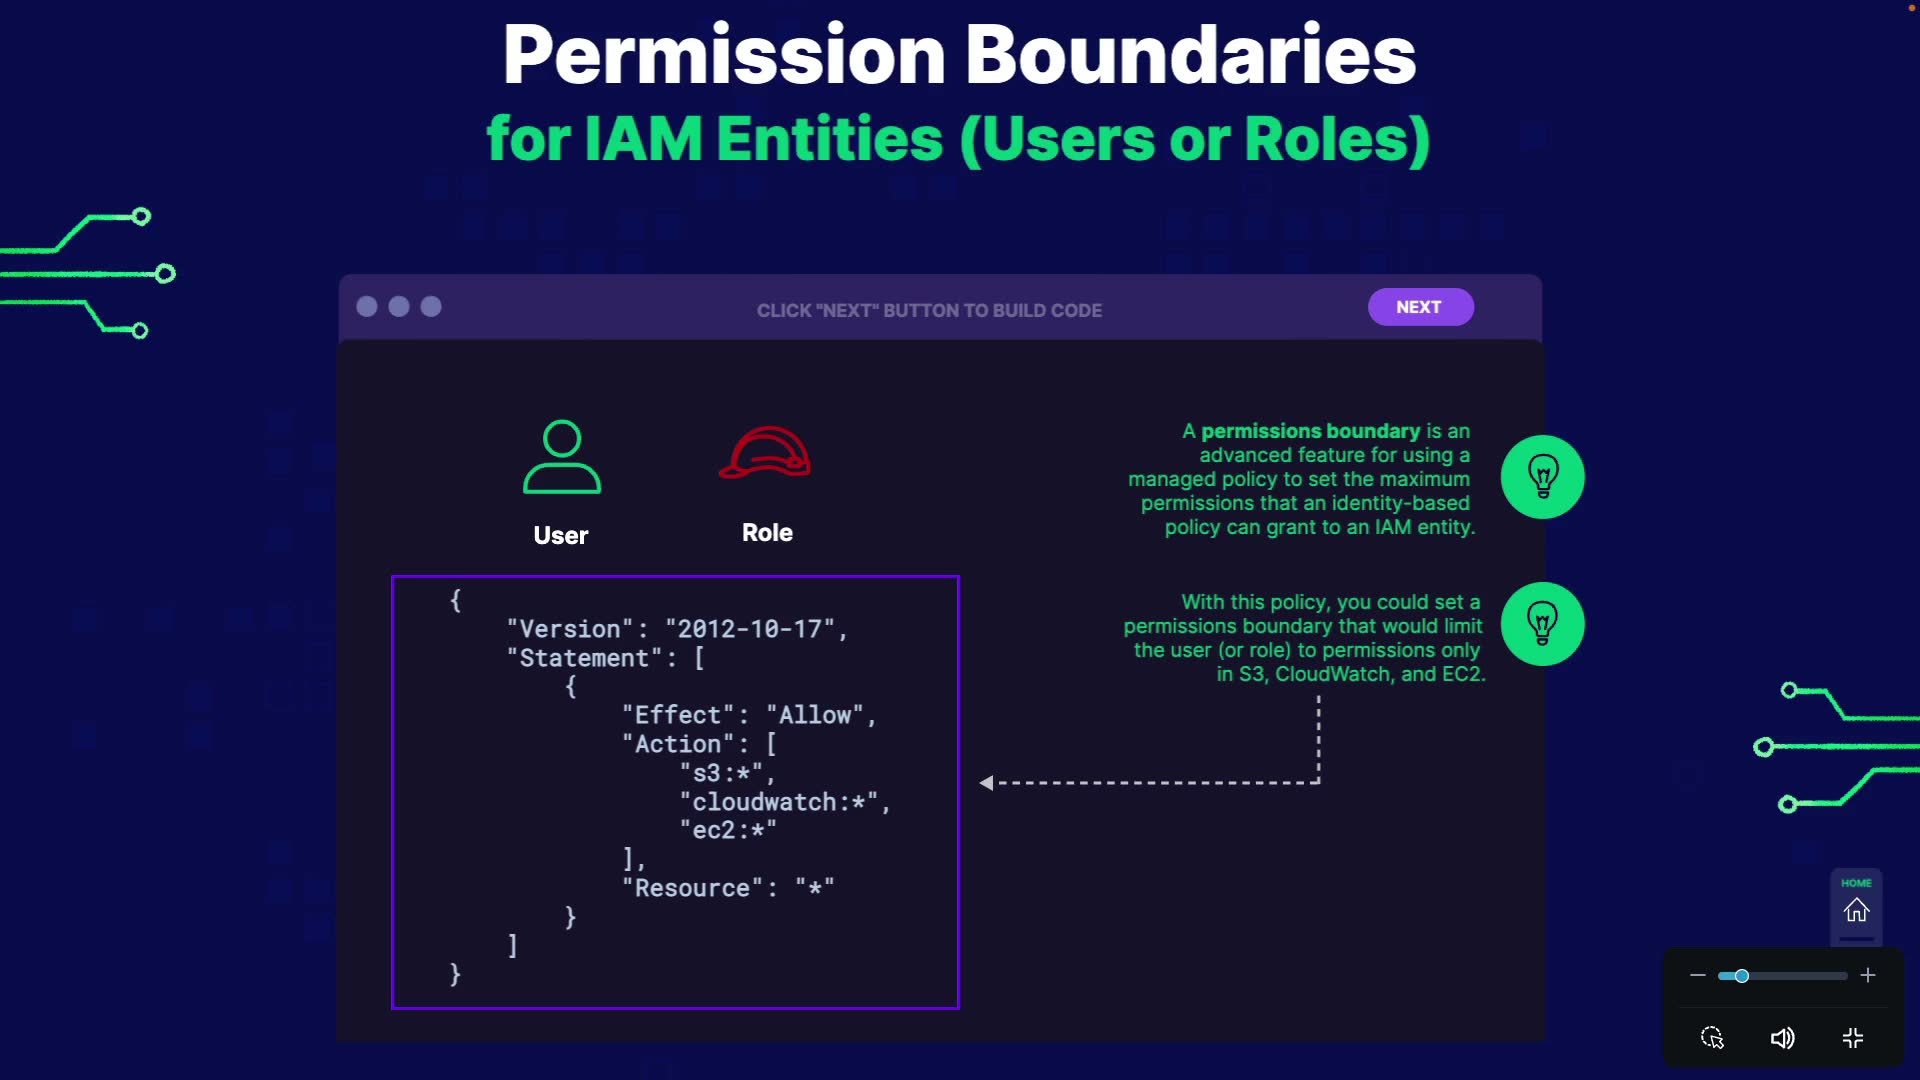 Permission Boundaries
for IAM Entities (Users or Roles)
CLICK "NEXT" BUTTON TO BUILD CODE
NEXT
User
Role
A permissions boundary is an
advanced feature for using a
managed policy to set the maximum
permissions that an identity-based
policy can grant to an IAM entity.
With this policy, you could set a
permissions boundary that would limit
the user (or role) to permissions only
in S3, CloudWatch, and EC2.
{
    "Version": "2012-10-17",
    "Statement": [
        {
            "Effect": "Allow",
            "Action": [
                "s3:*",
                "cloudwatch:*",
                "ec2:*"
            ],
            "Resource": "*"
        }
    ]
}
HOME